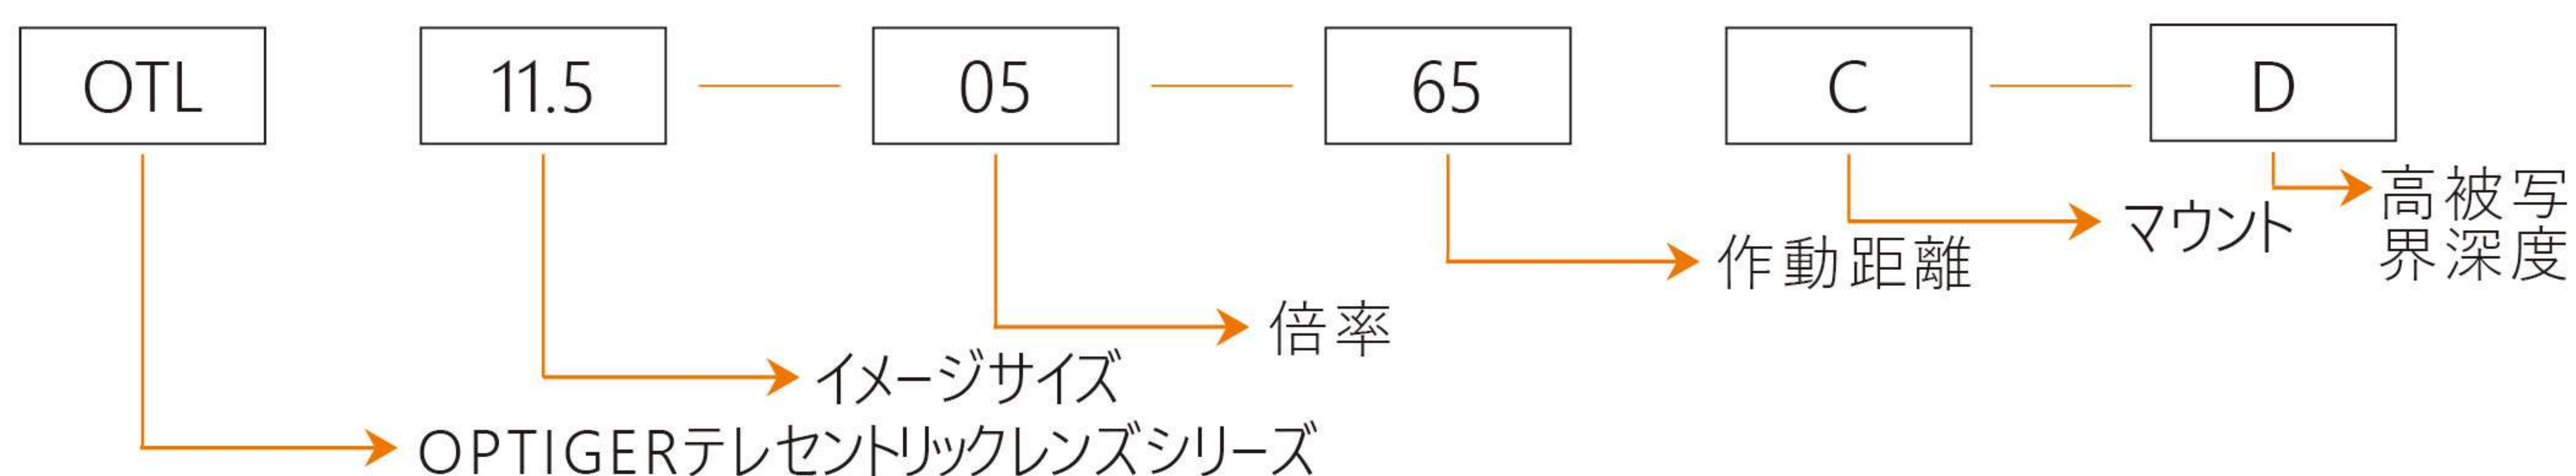 OTL 11.5 05 65 C D
高被写
界深度
マウント
作動距離
倍率
イメージサイズ
OPTIGERテレセントリックレンズシリーズ